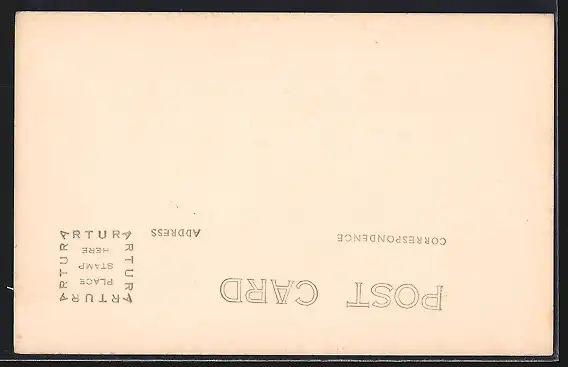 POST CARD
CORRESPONDENCE
ADDRESS
ARTURA
ARTURA
PLACE
STAMP
HERE
ARTURA
ARTURA